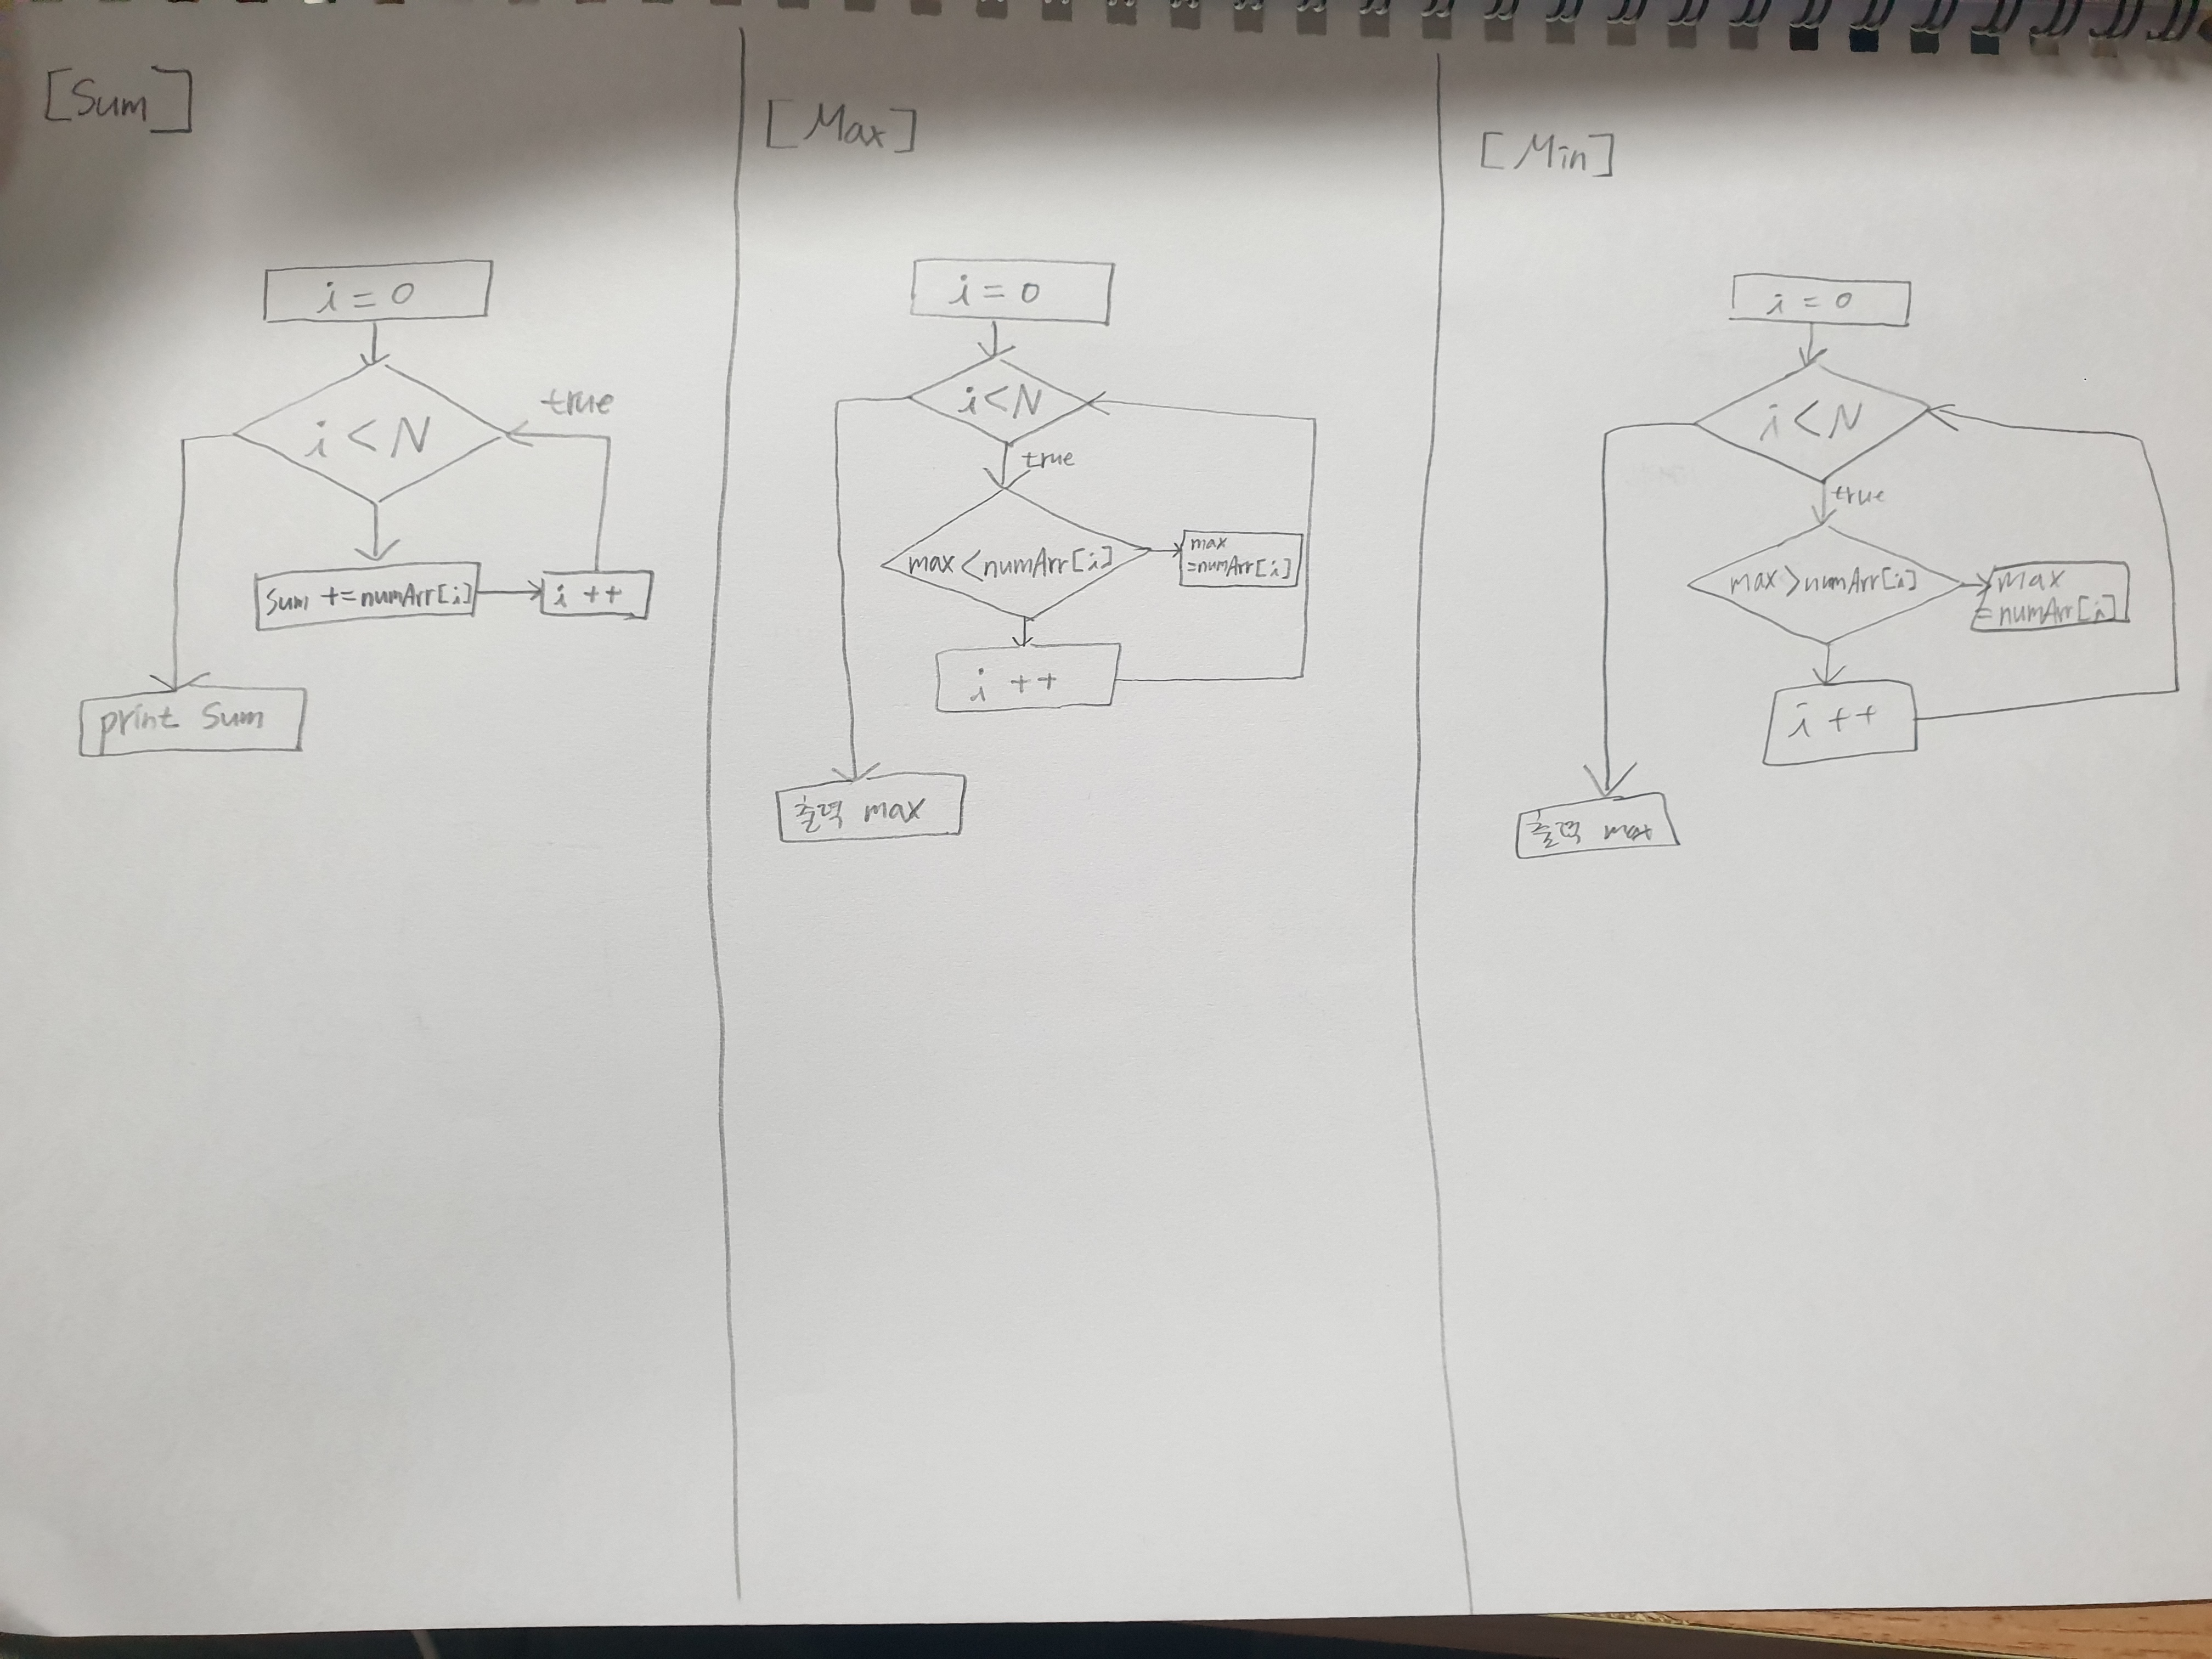 [Sum]
i = 0
i < N
true
Sum += numArr[i]
i ++
print Sum
[Max]
i = 0
i < N
true
max < numArr[i]
max
= numArr[i]
i ++
출력 max
[Min]
i = 0
i < N
true
max > numArr[i]
max
= numArr[i]
i ++
출력 max